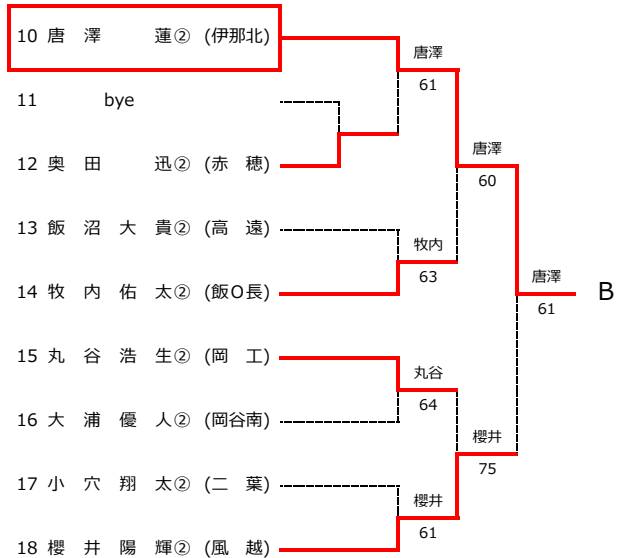 10 唐 澤 蓮② (伊那北)
唐澤
61
11 bye
12 奥 田 迅② (赤 穂)
唐澤
60
13 飯 沼 大 貴② (高 遠)
牧内
63
14 牧 内 佑 太② (飯O長)
唐澤
61
B
15 丸 谷 浩 生② (岡 工)
丸谷
64
16 大 浦 優 人② (岡谷南)
櫻井
75
17 小 穴 翔 太② (二 葉)
櫻井
61
18 櫻 井 陽 輝② (風 越)